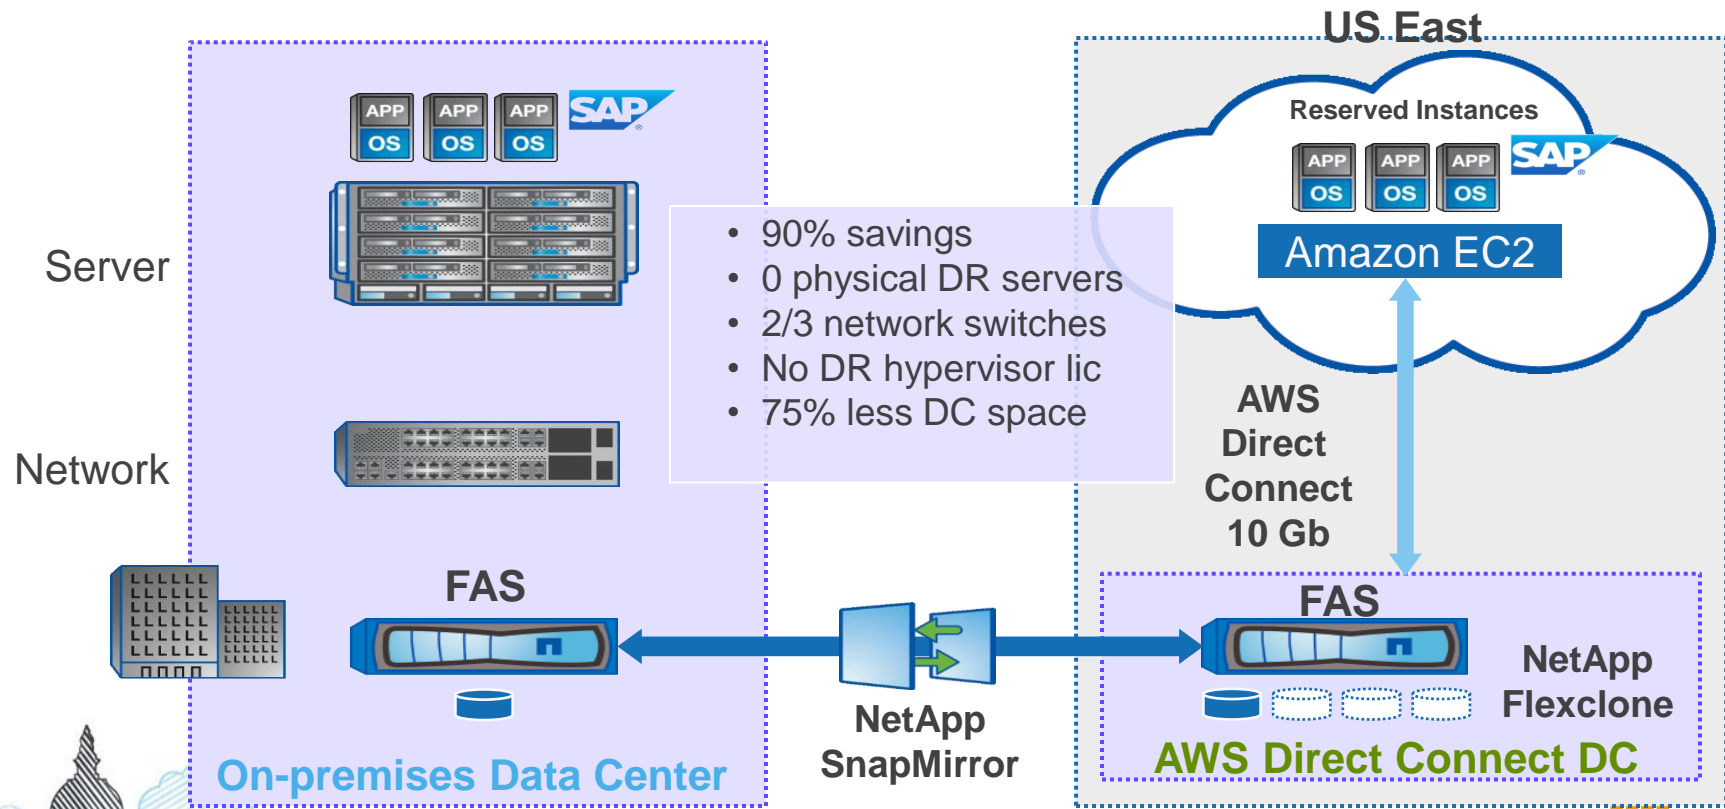 US East
APP
OS
APP
OS
APP
OS
SAP
®
Reserved Instances
APP
OS
APP
OS
APP
OS
SAP
®
Amazon EC2
Server
• 90% savings
• 0 physical DR servers
• 2/3 network switches
• No DR hypervisor lic
• 75% less DC space
AWS
Direct
Connect
10 Gb
Network
FAS
FAS
NetApp
Flexclone
NetApp
SnapMirror
On-premises Data Center
AWS Direct Connect DC